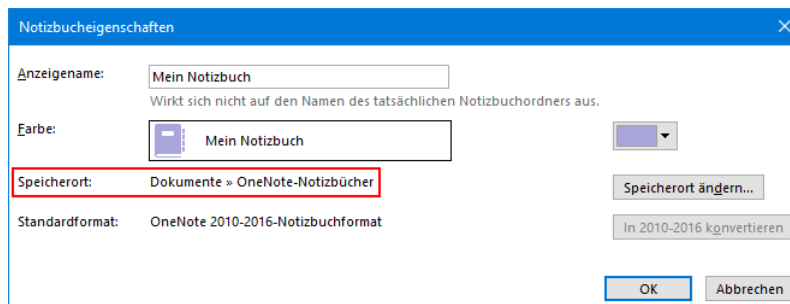 Notizbucheigenschaften
Anzeigename: Mein Notizbuch
Wirkt sich nicht auf den Namen des tatsächlichen Notizbuchordners aus.
Farbe: Mein Notizbuch
Speicherort: Dokumente » OneNote-Notizbücher Speicherort ändern...
Standardformat: OneNote 2010-2016-Notizbuchformat In 2010-2016 konvertieren
OK Abbrechen